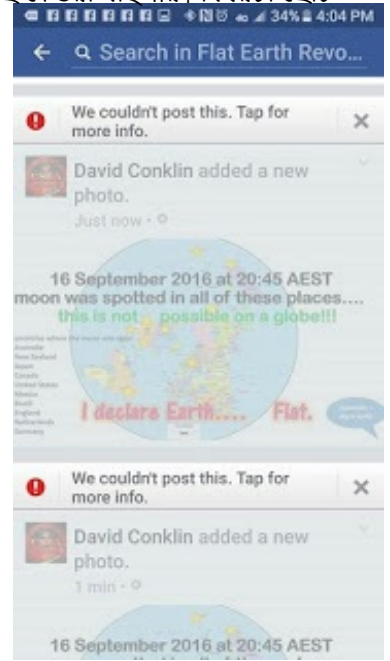 34% 4:04 PM
Search in Flat Earth Revo...
We couldn't post this. Tap for
more info.
David Conklin added a new
photo.
Just now
16 September 2016 at 20:45 AEST
moon was spotted in all of these places....
this is not possible on a globe!!!
Australia
New Zealand
Japan
Canada
United States
Mexico
Brazil
England
Netherlands
Germany
I declare Earth.... Flat.
We couldn't post this. Tap for
more info.
David Conklin added a new
photo.
1 min
16 September 2016 at 20:45 AEST